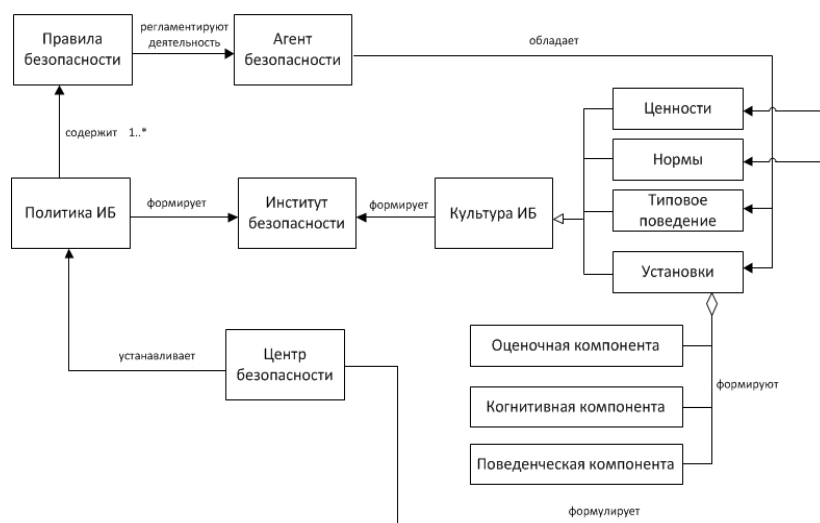 регламентируют
деятельность
Правила
безопасности
Агент
безопасности
обладает
Ценности
содержит 1..*
Нормы
Политика ИБ
формирует
Институт
безопасности
формирует
Культура ИБ
Типовое
поведение
Установки
устанавливает
Центр
безопасности
Оценочная компонента
формируют
Когнитивная компонента
Поведенческая компонента
формулирует